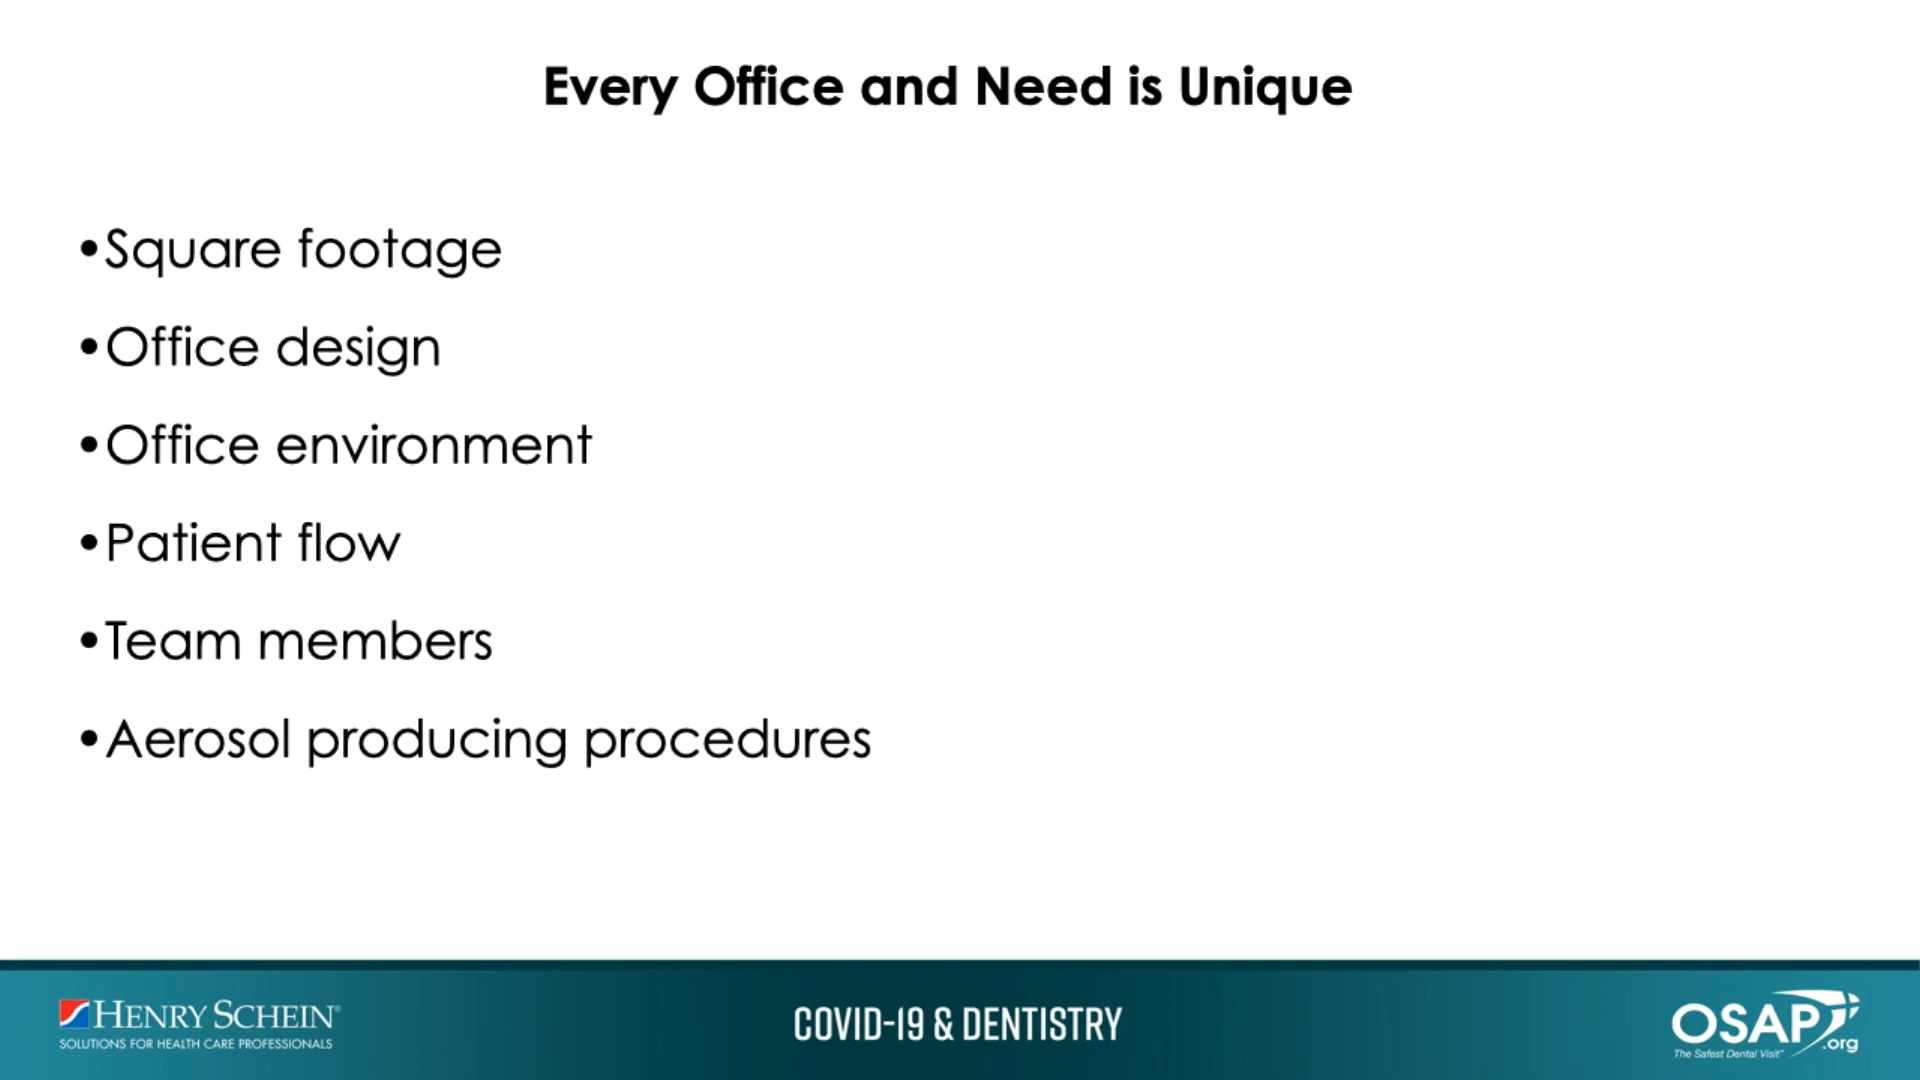 Every Office and Need is Unique
•Square footage
•Office design
•Office environment
•Patient flow
•Team members
•Aerosol producing procedures
HENRY SCHEIN®
SOLUTIONS FOR HEALTH CARE PROFESSIONALS
COVID-19 & DENTISTRY
OSAP.org
The Safest Dental Visit™